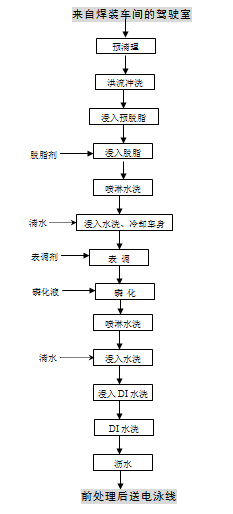 来自焊装车间的驾驶室
预清理
洪流冲洗
浸入预脱脂
脱脂剂
浸入脱脂
喷淋水洗
清水
浸入水洗、冷却车身
表调剂
表 调
磷化液
磷 化
喷淋水洗
清水
浸入水洗
浸入 DI 水洗
DI 水洗
沥水
前处理后送电泳线